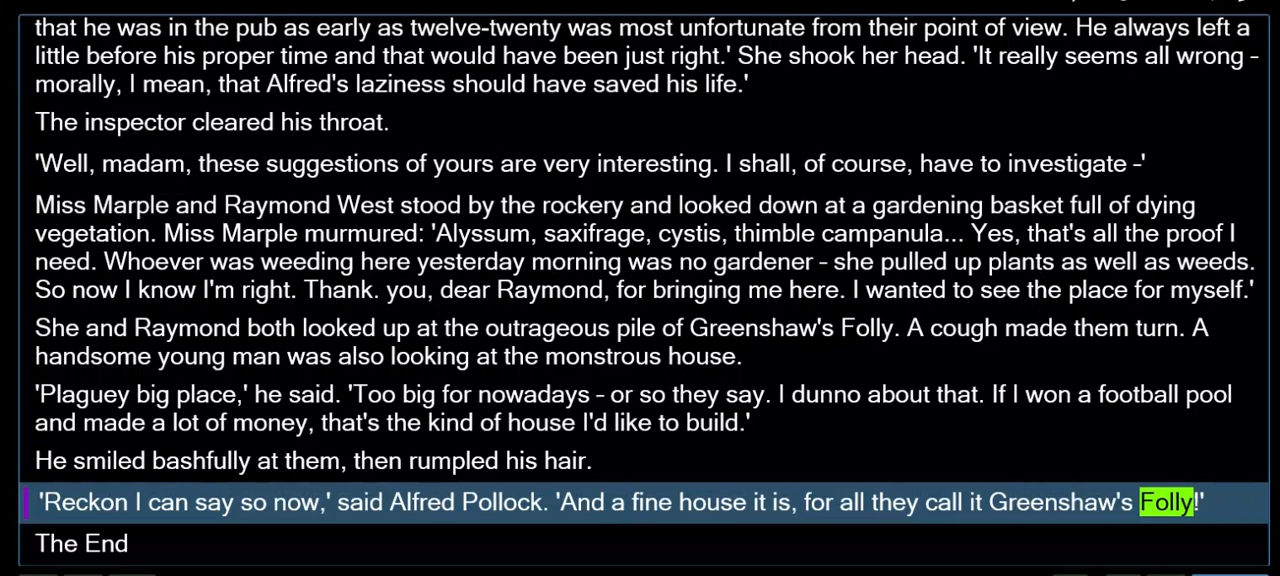 that he was in the pub as early as twelve-twenty was most unfortunate from their point of view. He always left a
little before his proper time and that would have been just right.' She shook her head. 'It really seems all wrong –
morally, I mean, that Alfred's laziness should have saved his life.'
The inspector cleared his throat.
'Well, madam, these suggestions of yours are very interesting. I shall, of course, have to investigate –'
Miss Marple and Raymond West stood by the rockery and looked down at a gardening basket full of dying
vegetation. Miss Marple murmured: 'Alyssum, saxifrage, cystis, thimble campanula... Yes, that's all the proof I
need. Whoever was weeding here yesterday morning was no gardener – she pulled up plants as well as weeds.
So now I know I'm right. Thank. you, dear Raymond, for bringing me here. I wanted to see the place for myself.'
She and Raymond both looked up at the outrageous pile of Greenshaw's Folly. A cough made them turn. A
handsome young man was also looking at the monstrous house.
'Plaguey big place,' he said. 'Too big for nowadays – or so they say. I dunno about that. If I won a football pool
and made a lot of money, that's the kind of house I'd like to build.'
He smiled bashfully at them, then rumpled his hair.
'Reckon I can say so now,' said Alfred Pollock. 'And a fine house it is, for all they call it Greenshaw's Folly!'
The End